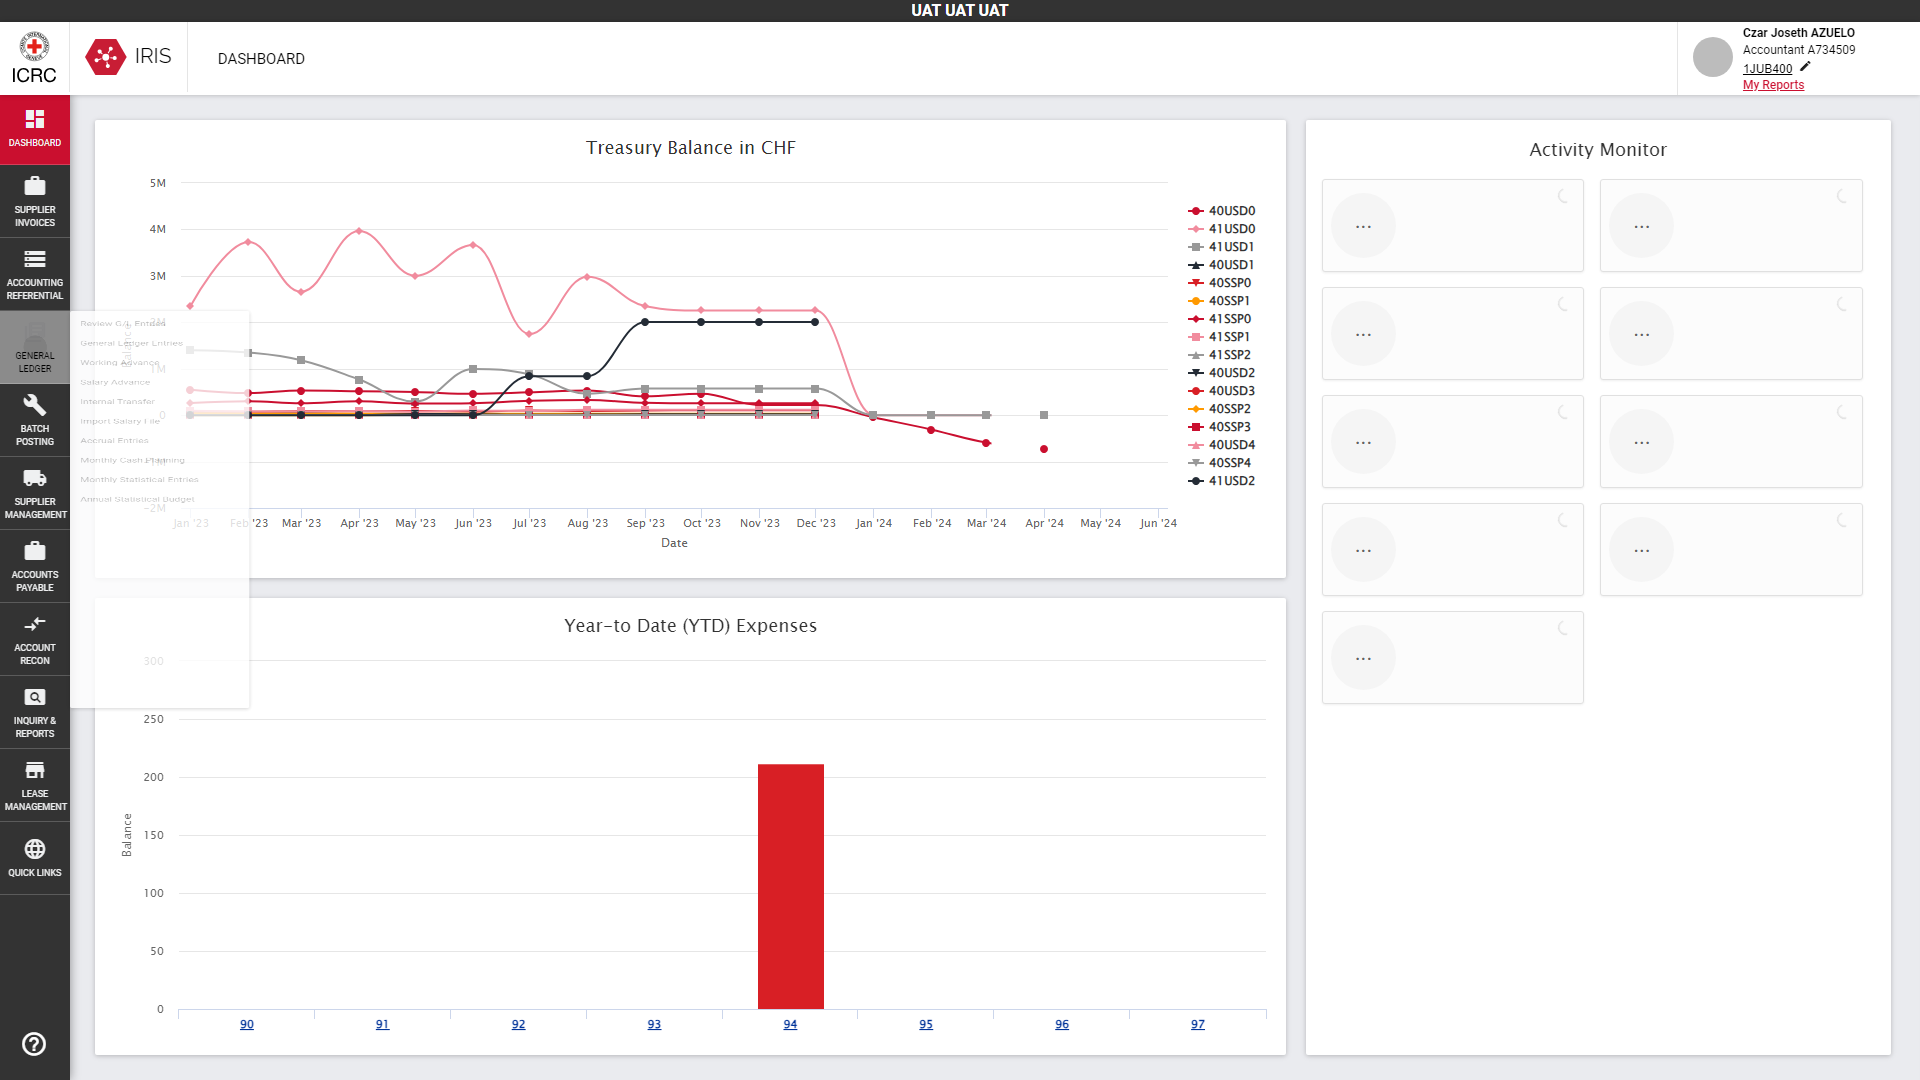 UAT UAT UAT
ICRC
IRIS
DASHBOARD
Czar Joseth AZUELO
Accountant A734509
1JUB400
My Reports
DASHBOARD
SUPPLIER
INVOICES
ACCOUNTING
REFERENTIAL
GENERAL
LEDGER
BATCH
POSTING
SUPPLIER
MANAGEMENT
ACCOUNTS
PAYABLE
ACCOUNT
RECON
INQUIRY &
REPORTS
LEASE
MANAGEMENT
QUICK LINKS
Review G/L Entries
General Ledger Entries
Working Advance
Salary Advance
Internal Transfer
Import Salary File
Accrual Entries
Monthly Cash Planning
Monthly Statistical Entries
Annual Statistical Budget
Treasury Balance in CHF
5M
4M
3M
2M
1M
0
-1M
-2M
Balance
Jan '23 Feb '23 Mar '23 Apr '23 May '23 Jun '23 Jul '23 Aug '23 Sep '23 Oct '23 Nov '23 Dec '23 Jan '24 Feb '24 Mar '24 Apr '24 May '24 Jun '24
Date
40USD0
41USD0
41USD1
40USD1
40SSP0
40SSP1
41SSP0
41SSP1
41SSP2
40USD2
40USD3
40SSP2
40SSP3
40USD4
40SSP4
41USD2
Year-to Date (YTD) Expenses
300
250
200
150
100
50
0
Balance
90 91 92 93 94 95 96 97
Activity Monitor
... ...
... ...
... ...
... ...
...